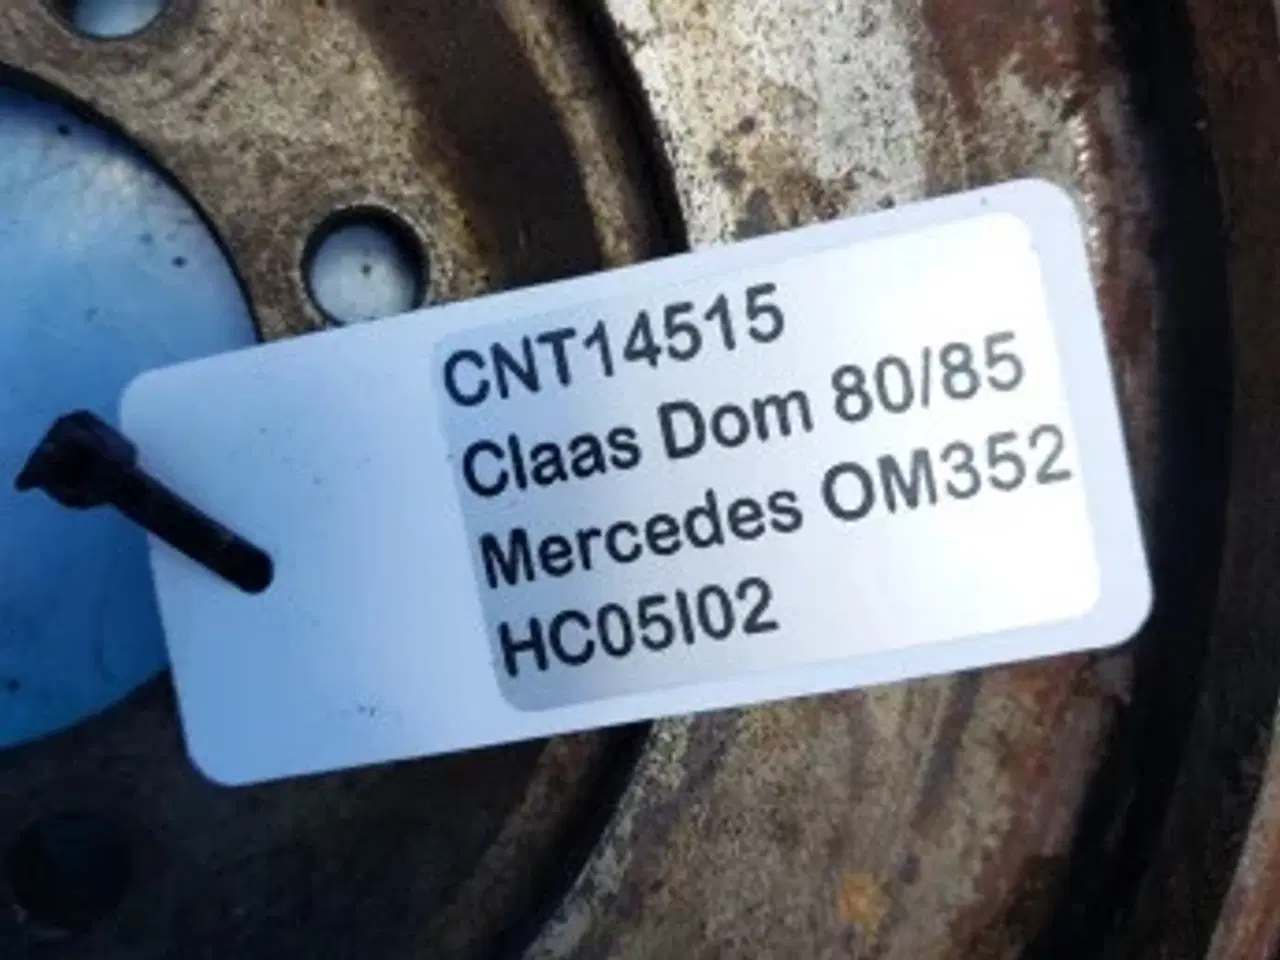 CNT14515
Claas Dom 80/85
Mercedes OM352
HC05I02